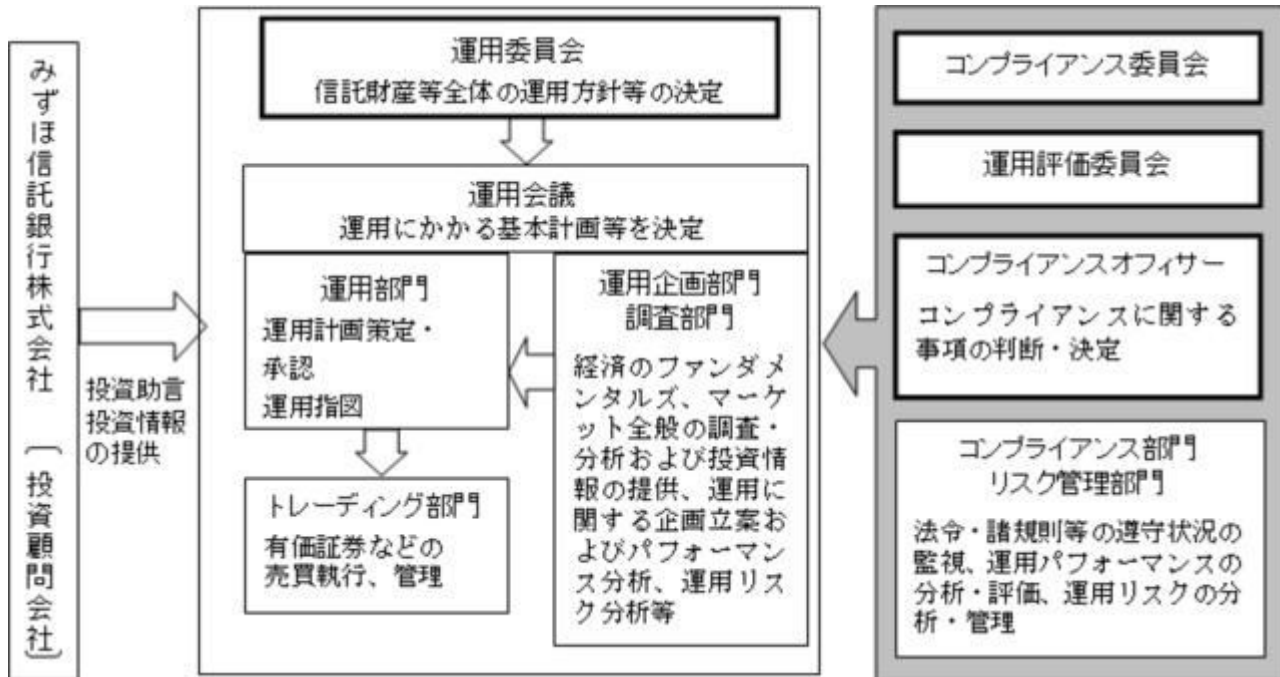 みずほ信託銀行株式会社 〔投資顧問会社〕
投資助言
投資情報
の提供
運用委員会
信託財産等全体の運用方針等の決定
運用会議
運用にかかる基本計画等を決定
運用部門
運用計画策定・
承認
運用指図
トレーディング部門
有価証券などの
売買執行、管理
運用企画部門
調査部門
経済のファンダメ
ンタルズ、マーケ
ット全般の調査・
分析および投資情
報の提供、運用に
関する企画立案お
よびパフォーマン
ス分析、運用リス
ク分析等
コンプライアンス委員会
運用評価委員会
コンプライアンスオフィサー
コンプライアンスに関する
事項の判断・決定
コンプライアンス部門
リスク管理部門
法令・諸規則等の遵守状況の
監視、運用パフォーマンスの
分析・評価、運用リスクの分
析・管理